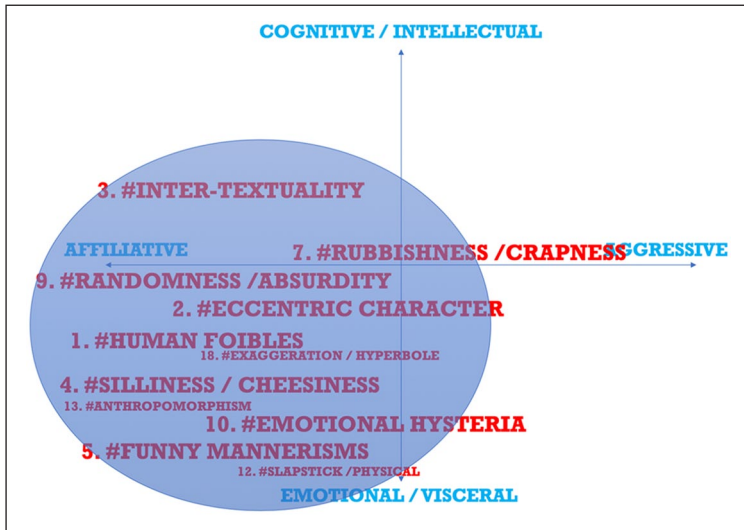 COGNITIVE / INTELLECTUAL
3. #INTER-TEXTUALITY
AFFILIATIVE
7. #RUBBISHNESS /CRAPNESS
AGGRESSIVE
9. #RANDOMNESS /ABSURDITY
2. #ECCENTRIC CHARACTER
1. #HUMAN FOIBLES
18. #EXAGGERATION / HYPERBOLE
4. #SILLINESS / CHEESINESS
13. #ANTHROPOMORPHISM
10. #EMOTIONAL HYSTERIA
5. #FUNNY MANNERISMS
12. #SLAPSTICK /PHYSICAL
EMOTIONAL / VISCERAL